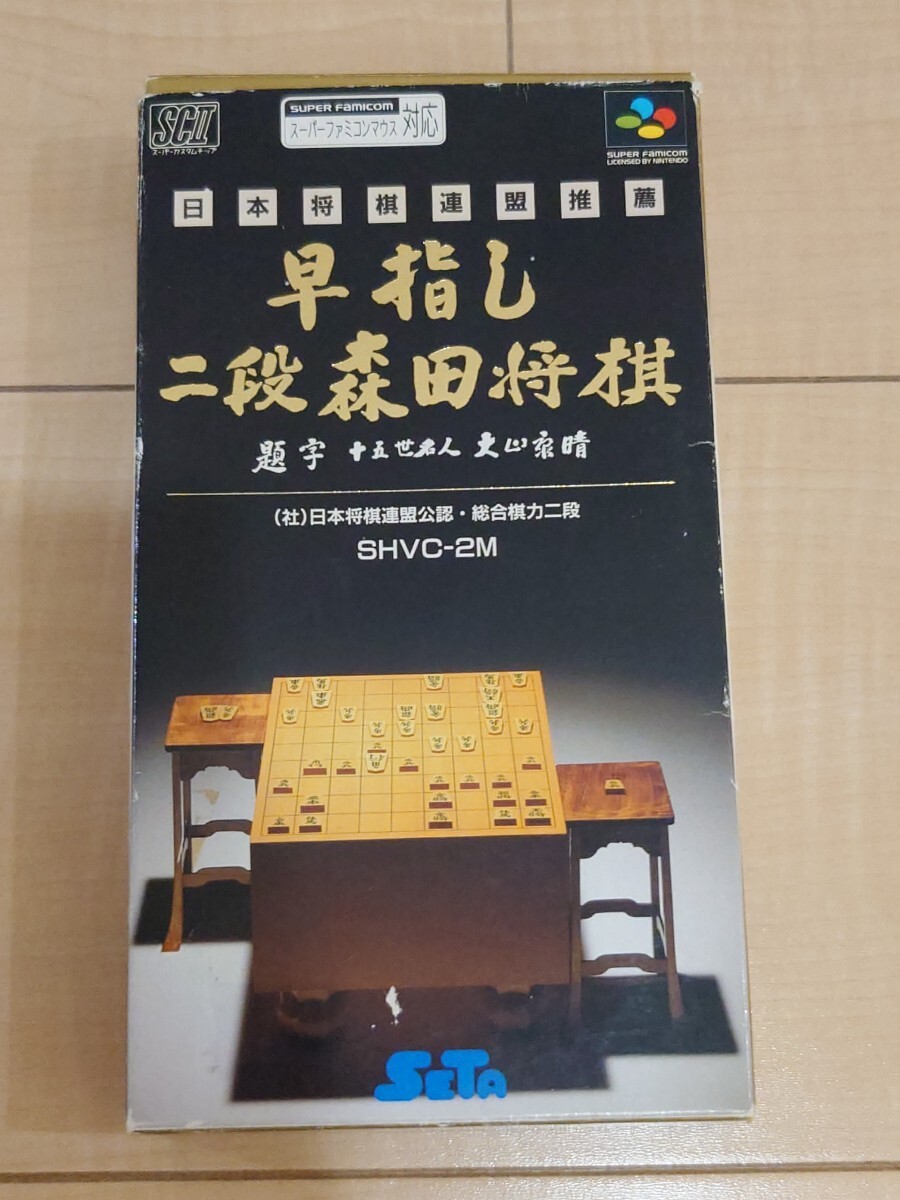 SCII
スーパーカスタムチップ
SUPER FAMICOM
スーパーファミコンマウス 対応
SUPER FAMICOM
LICENSED BY NINTENDO
日本将棋連盟推薦
早指し
二段森田将棋
題字 十五世名人 大山康晴
(社)日本将棋連盟公認・総合棋力二段
SHVC-2M
SETA